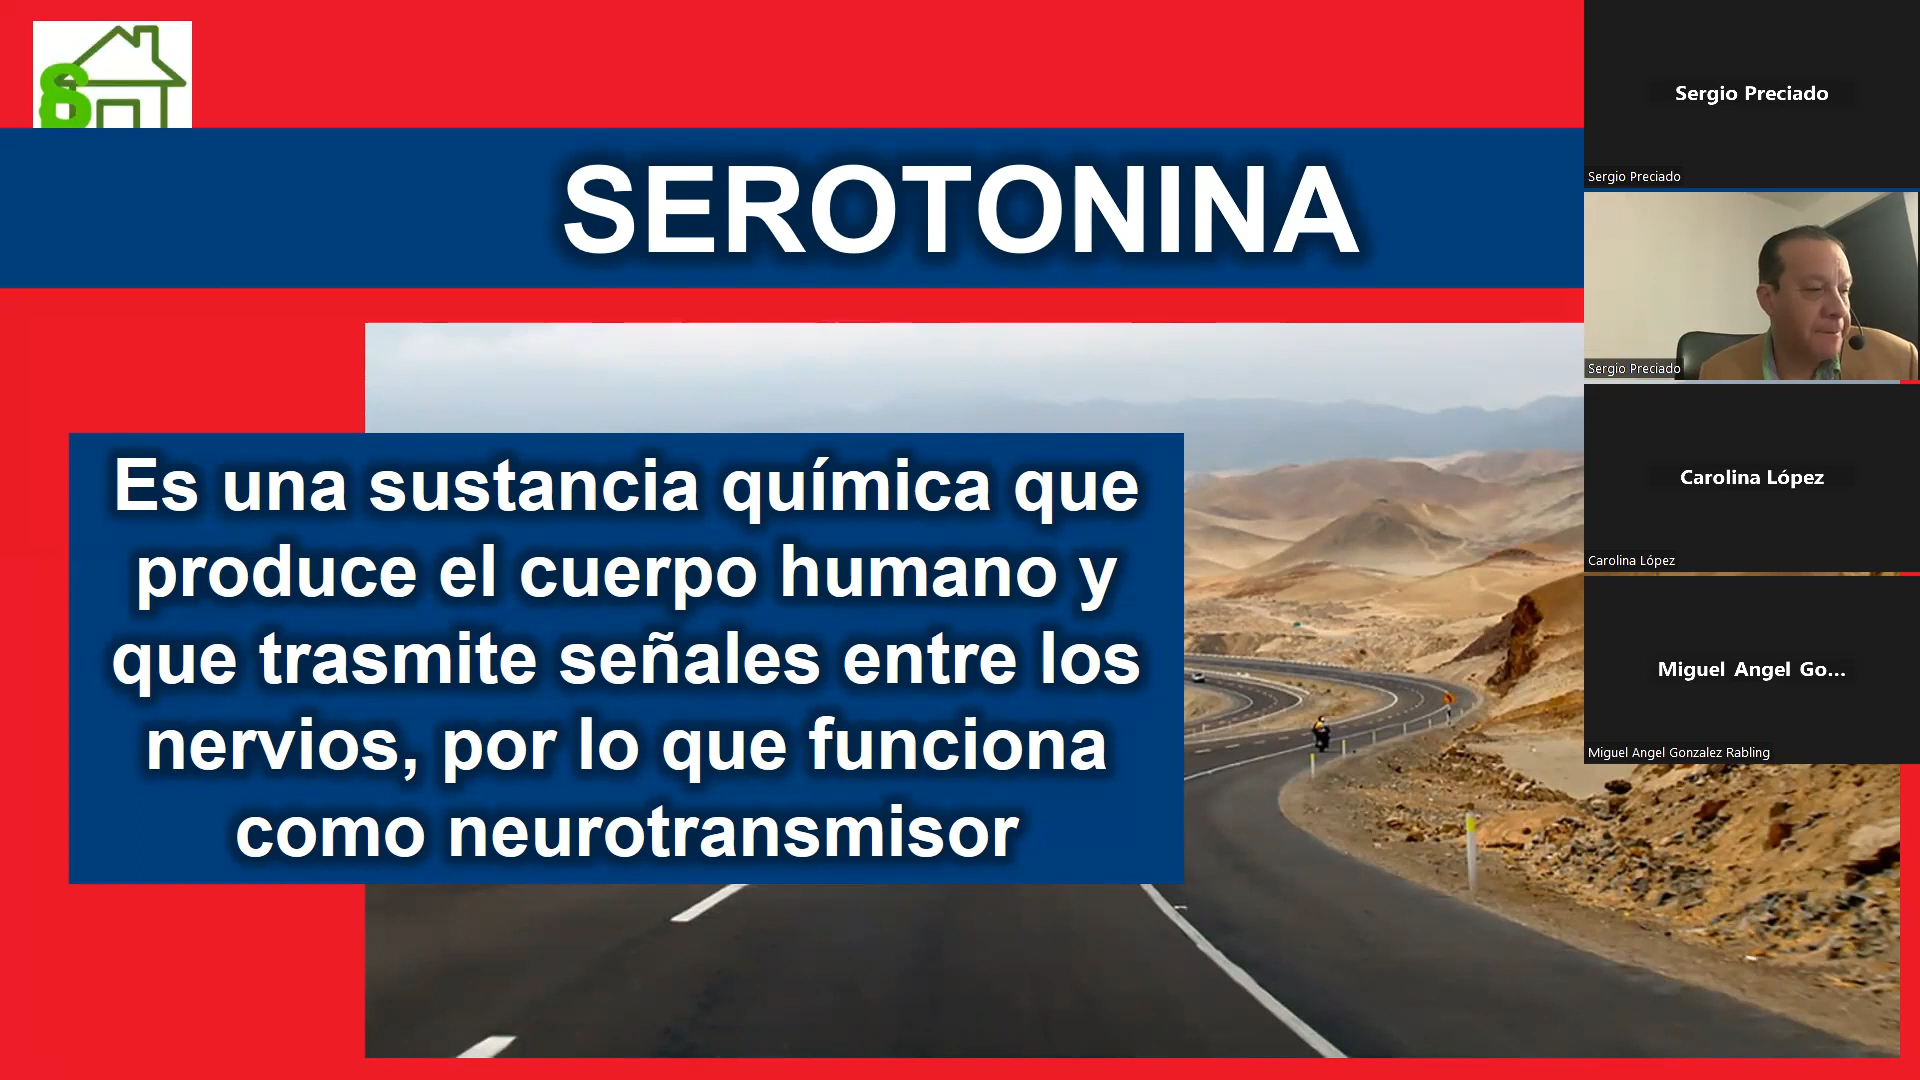 SEROTONINA
Es una sustancia química que
produce el cuerpo humano y
que trasmite señales entre los
nervios, por lo que funciona
como neurotransmisor
Sergio Preciado
Sergio Preciado
Sergio Preciado
Carolina López
Carolina López
Miguel Angel Go...
Miguel Angel Gonzalez Rabling